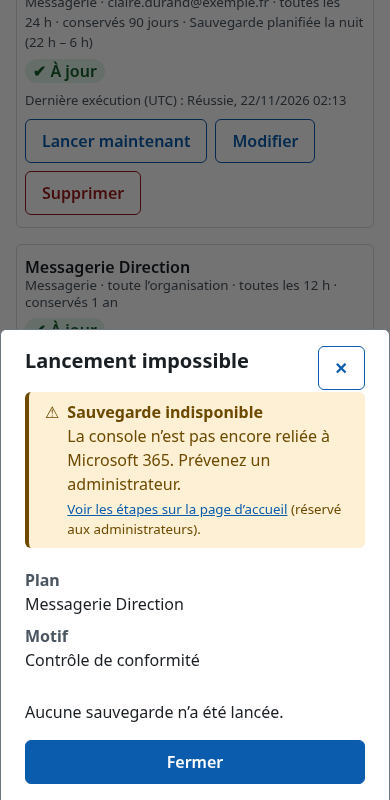 Messagerie · claire.durand@exemple.fr · toutes les
24 h · conservés 90 jours · Sauvegarde planifiée la nuit
(22 h – 6 h)
✔ À jour
Dernière exécution (UTC) : Réussie, 22/11/2026 02:13
Lancer maintenant
Modifier
Supprimer
Messagerie Direction
Messagerie · toute l’organisation · toutes les 12 h ·
conservés 1 an
✔ À jour
Lancement impossible
×
⚠ Sauvegarde indisponible
La console n’est pas encore reliée à
Microsoft 365. Prévenez un
administrateur.
Voir les étapes sur la page d’accueil (réservé
aux administrateurs).
Plan
Messagerie Direction
Motif
Contrôle de conformité
Aucune sauvegarde n’a été lancée.
Fermer